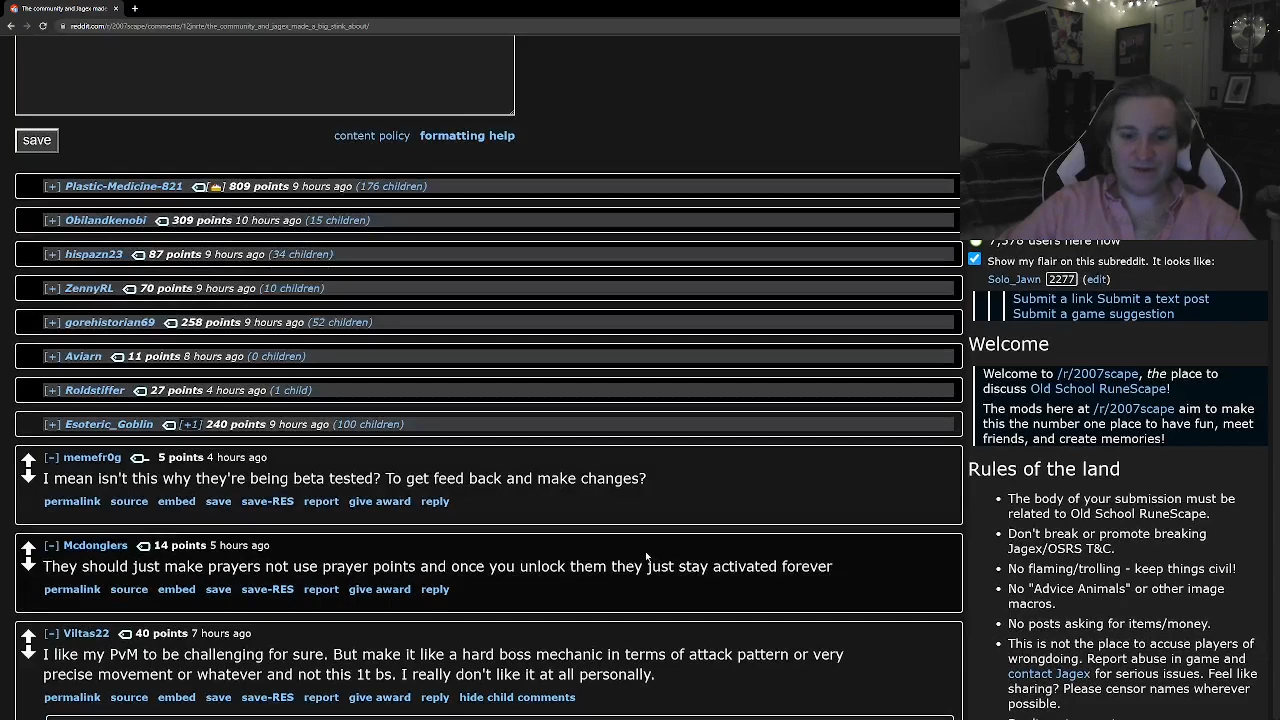 The community and Jagex made
reddit.com/r/2007scape/comments/12jnrte/the_community_and_jagex_made_a_big_stink_about/
save
content policy formatting help
[+] Plastic-Medicine-821 809 points 9 hours ago (176 children)
[+] Obilandkenobi 309 points 10 hours ago (15 children)
[+] hispazn23 87 points 9 hours ago (34 children)
[+] ZennyRL 70 points 9 hours ago (10 children)
[+] gorehistorian69 258 points 9 hours ago (52 children)
[+] Aviarn 11 points 8 hours ago (0 children)
[+] Roldstiffer 27 points 4 hours ago (1 child)
[+] Esoteric_Goblin [+1] 240 points 9 hours ago (100 children)
[–] memefr0g 5 points 4 hours ago
I mean isn't this why they're being beta tested? To get feed back and make changes?
permalink source embed save save-RES report give award reply
[–] Mcdonglers 14 points 5 hours ago
They should just make prayers not use prayer points and once you unlock them they just stay activated forever
permalink source embed save save-RES report give award reply
[–] Viltas22 40 points 7 hours ago
I like my PvM to be challenging for sure. But make it like a hard boss mechanic in terms of attack pattern or very
precise movement or whatever and not this 1t bs. I really don't like it at all personally.
permalink source embed save save-RES report give award reply hide child comments
users here now
Show my flair on this subreddit. It looks like:
Solo_Jawn 2277 (edit)
Submit a link Submit a text post
Submit a game suggestion
Welcome
Welcome to /r/2007scape, the place to
discuss Old School RuneScape!
The mods here at /r/2007scape aim to make
this the number one place to have fun, meet
friends, and create memories!
Rules of the land
• The body of your submission must be
related to Old School RuneScape.
• Don't break or promote breaking
Jagex/OSRS T&C.
• No flaming/trolling - keep things civil!
• No "Advice Animals" or other image
macros.
• No posts asking for items/money.
• This is not the place to accuse players of
wrongdoing. Report abuse in game and
contact Jagex for serious issues. Feel like
sharing? Please censor names wherever
possible.